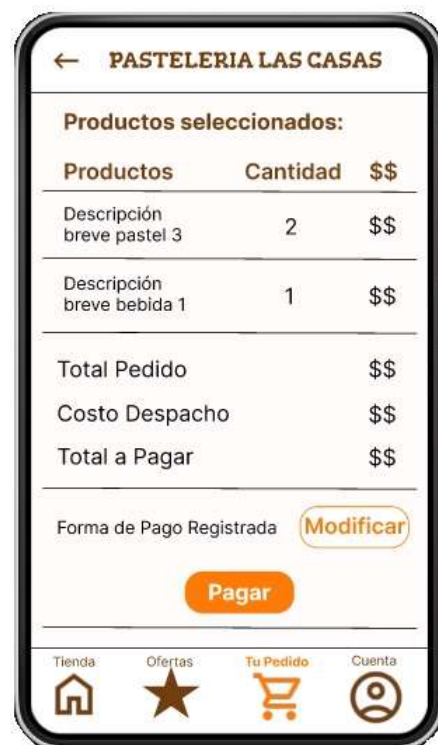 PASTELERIA LAS CASAS
Productos seleccionados:
Productos Cantidad $$
Descripción
breve pastel 3 2 $$
Descripción
breve bebida 1 1 $$
Total Pedido $$
Costo Despacho $$
Total a Pagar $$
Forma de Pago Registrada Modificar
Pagar
Tienda Ofertas Tu Pedido Cuenta